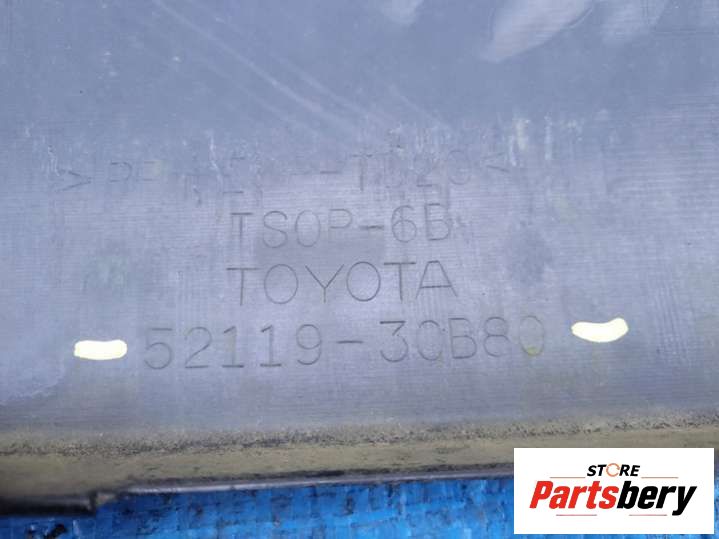 TSOP-6B
TOYOTA
52119-30B80
STORE
Partsbery